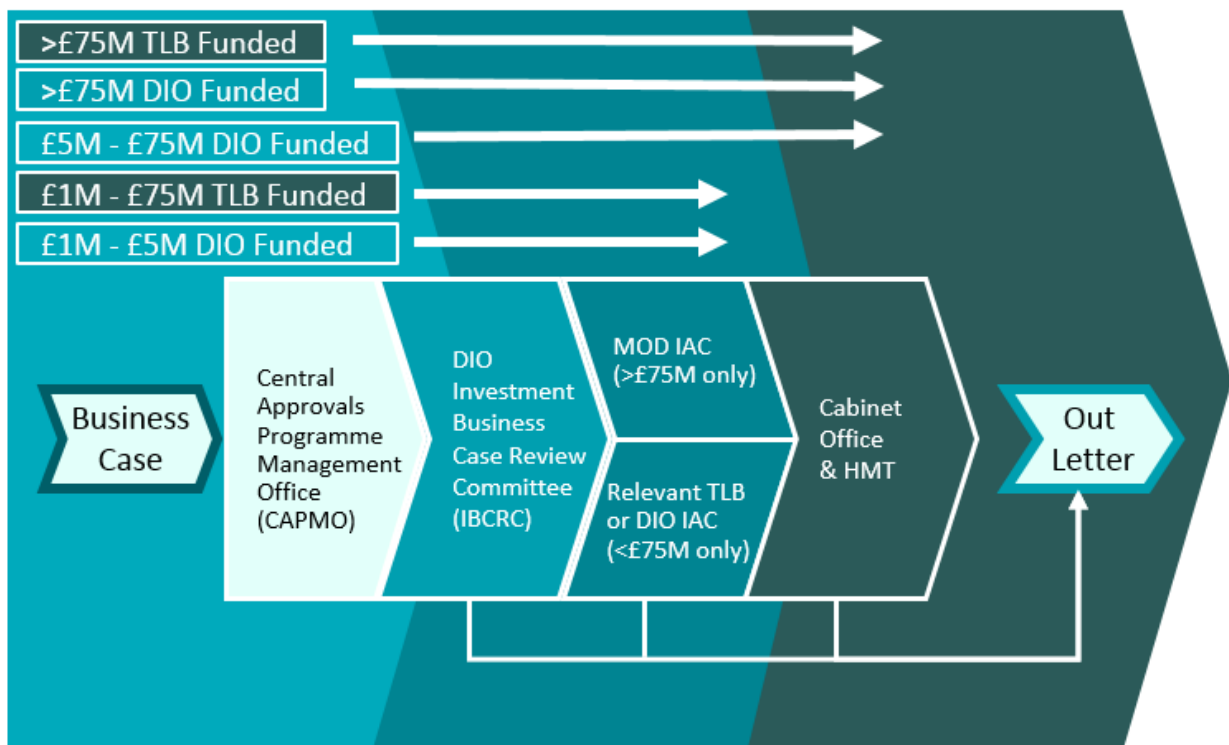 >£75M TLB Funded
>£75M DIO Funded
£5M - £75M DIO Funded
£1M - £75M TLB Funded
£1M - £5M DIO Funded
Business
Case
Central
Approvals
Programme
Management
Office
(CAPMO)
DIO
Investment
Business
Case Review
Committee
(IBCRC)
MOD IAC
(>£75M only)
Relevant TLB
or DIO IAC
(<£75M only)
Cabinet
Office
& HMT
Out
Letter